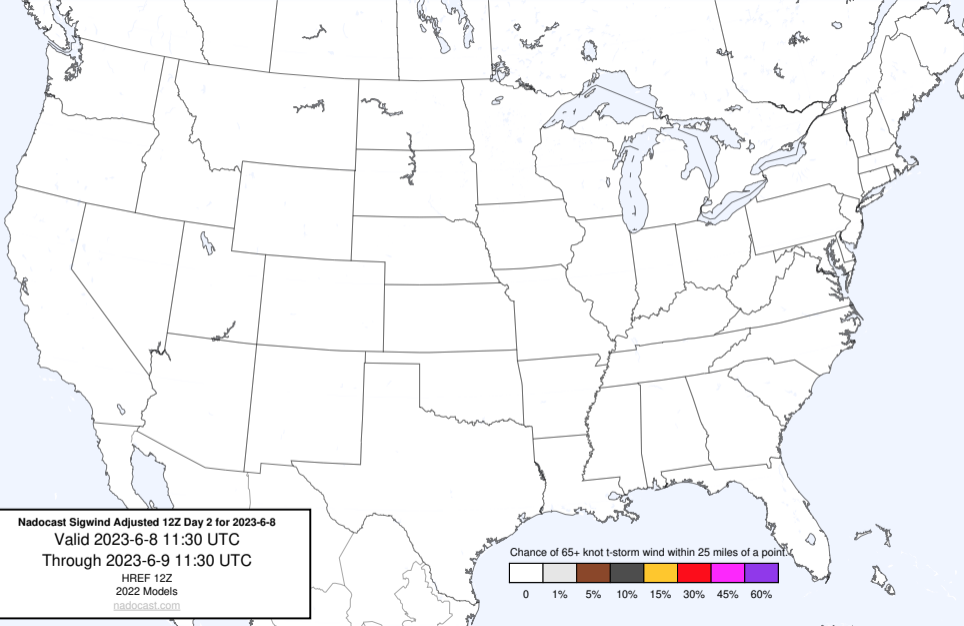 Nadocast Sigwind Adjusted 12Z Day 2 for 2023-6-8
Valid 2023-6-8 11:30 UTC
Through 2023-6-9 11:30 UTC
HREF 12Z
2022 Models
nadocast.com
Chance of 65+ knot t-storm wind within 25 miles of a point.
0 1% 5% 10% 15% 30% 45% 60%